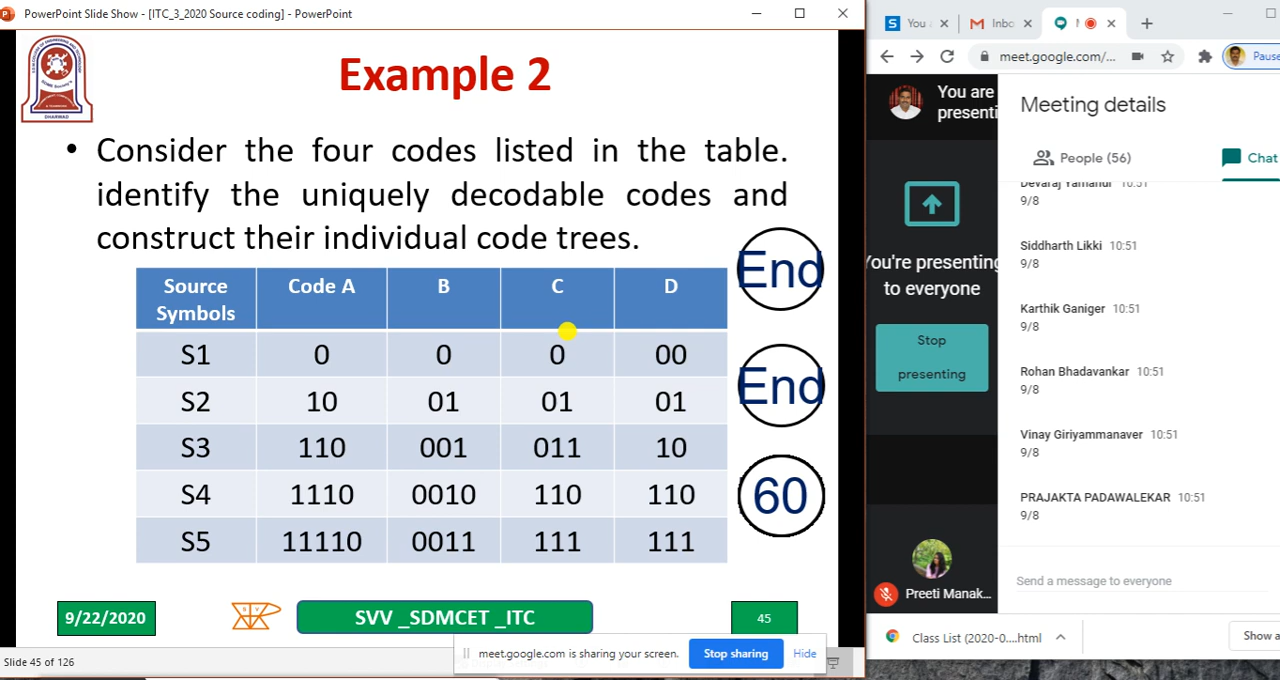 PowerPoint Slide Show - [ITC_3_2020 Source coding] - PowerPoint
Example 2
• Consider the four codes listed in the table.
identify the uniquely decodable codes and
construct their individual code trees.
Source Symbols Code A B C D
S1 0 0 0 00
S2 10 01 01 01
S3 110 001 011 10
S4 1110 0010 110 110
S5 11110 0011 111 111
End
End
60
9/22/2020
SVV _SDMCET _ITC
45
Slide 45 of 126
meet.google.com is sharing your screen.
Stop sharing
Hide
You
Inbo
meet.google.com/...
Pause
You are
presenti
You're presenting
to everyone
Stop
presenting
Preeti Manak...
Meeting details
People (56)
Chat
Devaraj Yamanur 10:51
9/8
Siddharth Likki 10:51
9/8
Karthik Ganiger 10:51
9/8
Rohan Bhadavankar 10:51
9/8
Vinay Giriyammanaver 10:51
9/8
PRAJAKTA PADAWALEKAR 10:51
9/8
Send a message to everyone
Class List (2020-0....html
Show a